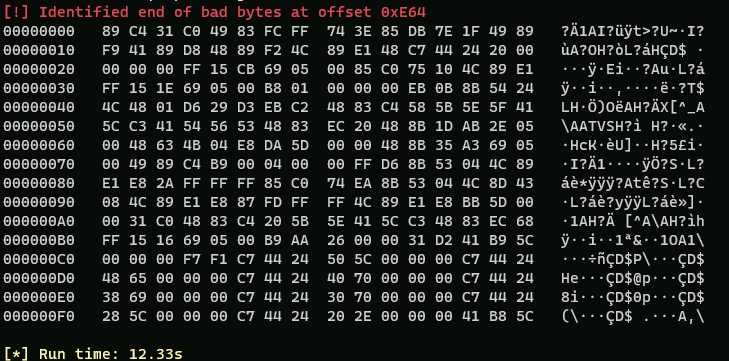 [!] Identified end of bad bytes at offset 0xE64
00000000 89 C4 31 C0 49 83 FC FF 74 3E 85 DB 7E 1F 49 89 ?Ä1AI?üÿt>?U~·I?
00000010 F9 41 89 D8 48 89 F2 4C 89 E1 48 C7 44 24 20 00 ùA?OH?òL?áHÇD$ ·
00000020 00 00 00 FF 15 CB 69 05 00 85 C0 75 10 4C 89 E1 ···ÿ·Ei··?Au·L?á
00000030 FF 15 1E 69 05 00 B8 01 00 00 00 EB 0B 8B 54 24 ÿ··i··¸····ë·?T$
00000040 4C 48 01 D6 29 D3 EB C2 48 83 C4 58 5B 5E 5F 41 LH·Ö)OëAH?ÄX[^_A
00000050 5C C3 41 54 56 53 48 83 EC 20 48 8B 1D AB 2E 05 \AATVSH?ì H?·«.·
00000060 00 48 63 4B 04 E8 DA 5D 00 00 48 8B 35 A3 69 05 ·HcK·èU]··H?5£i·
00000070 00 49 89 C4 B9 04 00 00 00 FF D6 8B 53 04 4C 89 ·I?Ä1····ÿÖ?S·L?
00000080 E1 E8 2A FF FF FF 85 C0 74 EA 8B 53 04 4C 8D 43 áè*ÿÿÿ?Atê?S·L?C
00000090 08 4C 89 E1 E8 87 FD FF FF 4C 89 E1 E8 BB 5D 00 ·L?áè?yÿÿL?áè»]·
000000A0 00 31 C0 48 83 C4 20 5B 5E 41 5C C3 48 83 EC 68 ·1AH?Ä [^A\AH?ìh
000000B0 FF 15 16 69 05 00 B9 AA 26 00 00 31 D2 41 B9 5C ÿ··i··1ª&··1OA1\
000000C0 00 00 00 F7 F1 C7 44 24 50 5C 00 00 00 C7 44 24 ···÷ñÇD$P\···ÇD$
000000D0 48 65 00 00 00 C7 44 24 40 70 00 00 00 C7 44 24 He···ÇD$@p···ÇD$
000000E0 38 69 00 00 00 C7 44 24 30 70 00 00 00 C7 44 24 8i···ÇD$0p···ÇD$
000000F0 28 5C 00 00 00 C7 44 24 20 2E 00 00 00 41 B8 5C (\···ÇD$ .···A¸\
[*] Run time: 12.33s